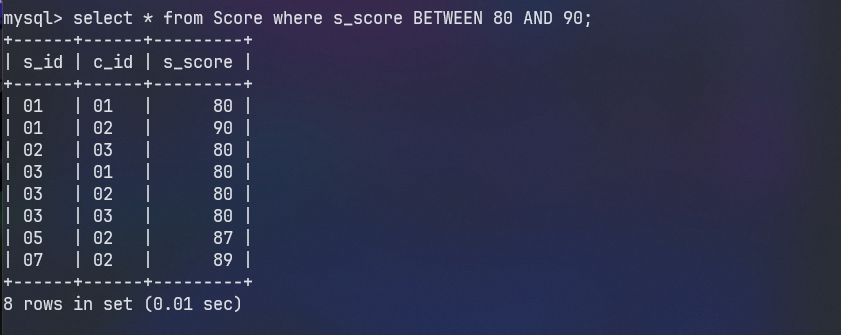 mysql> select * from Score where s_score BETWEEN 80 AND 90;
+------+------+---------+
| s_id | c_id | s_score |
+------+------+---------+
| 01   | 01   |      80 |
| 01   | 02   |      90 |
| 02   | 03   |      80 |
| 03   | 01   |      80 |
| 03   | 02   |      80 |
| 03   | 03   |      80 |
| 05   | 02   |      87 |
| 07   | 02   |      89 |
+------+------+---------+
8 rows in set (0.01 sec)